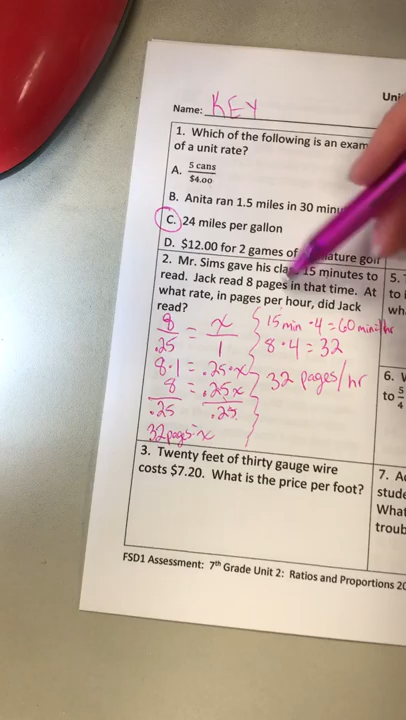 Uni
Name: KEY
1. Which of the following is an exam
of a unit rate?
A. 5 cans
$4.00
B. Anita ran 1.5 miles in 30 minu
C. 24 miles per gallon
D. $12.00 for 2 games of ature golf
2. Mr. Sims gave his cla 15 minutes to
read. Jack read 8 pages in that time. At
what rate, in pages per hour, did Jack
read?
8/.25 = x/1
8·1 = .25·x
8/.25 = .25x/.25
32 pages = x
15 min · 4 = 60 min = 1hr
8·4 = 32
32 pages/hr
3. Twenty feet of thirty gauge wire
costs $7.20. What is the price per foot?
5. T
to
wh
6. V
to 5/4
7. A
stude
What
troub
FSD1 Assessment: 7th Grade Unit 2: Ratios and Proportions 20